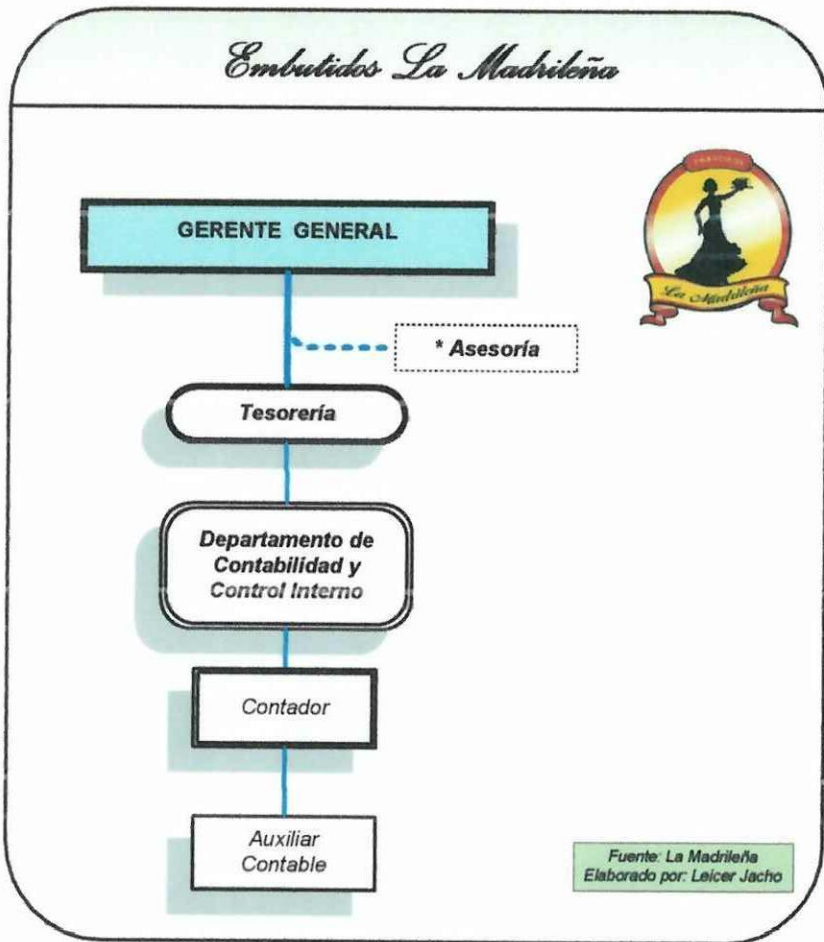 Embutidos La Madrileña
GERENTE GENERAL
* Asesoría
Tesorería
Departamento de
Contabilidad y
Control Interno
Contador
Auxiliar
Contable
La Madrileña
Fuente: La Madrileña
Elaborado por: Leicer Jacho